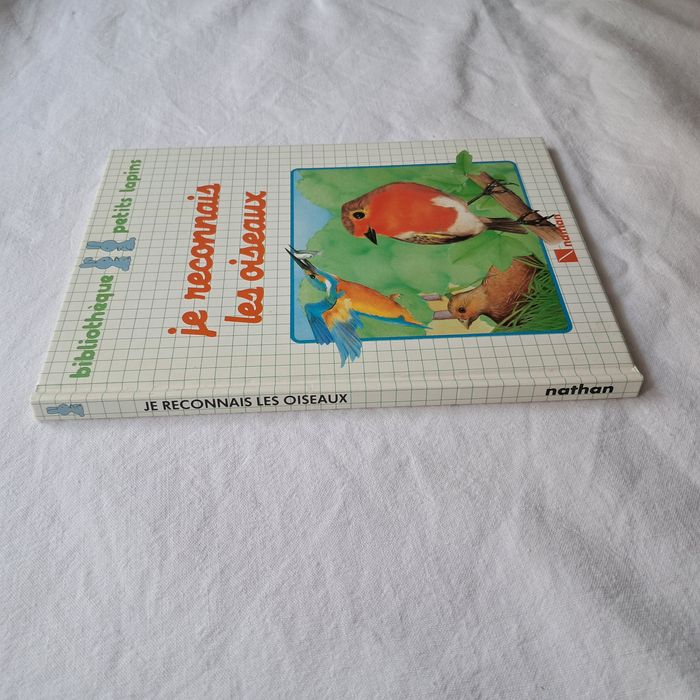 bibliothèque petits lapins
je reconnais
les oiseaux
nathan
JE RECONNAIS LES OISEAUX
nathan